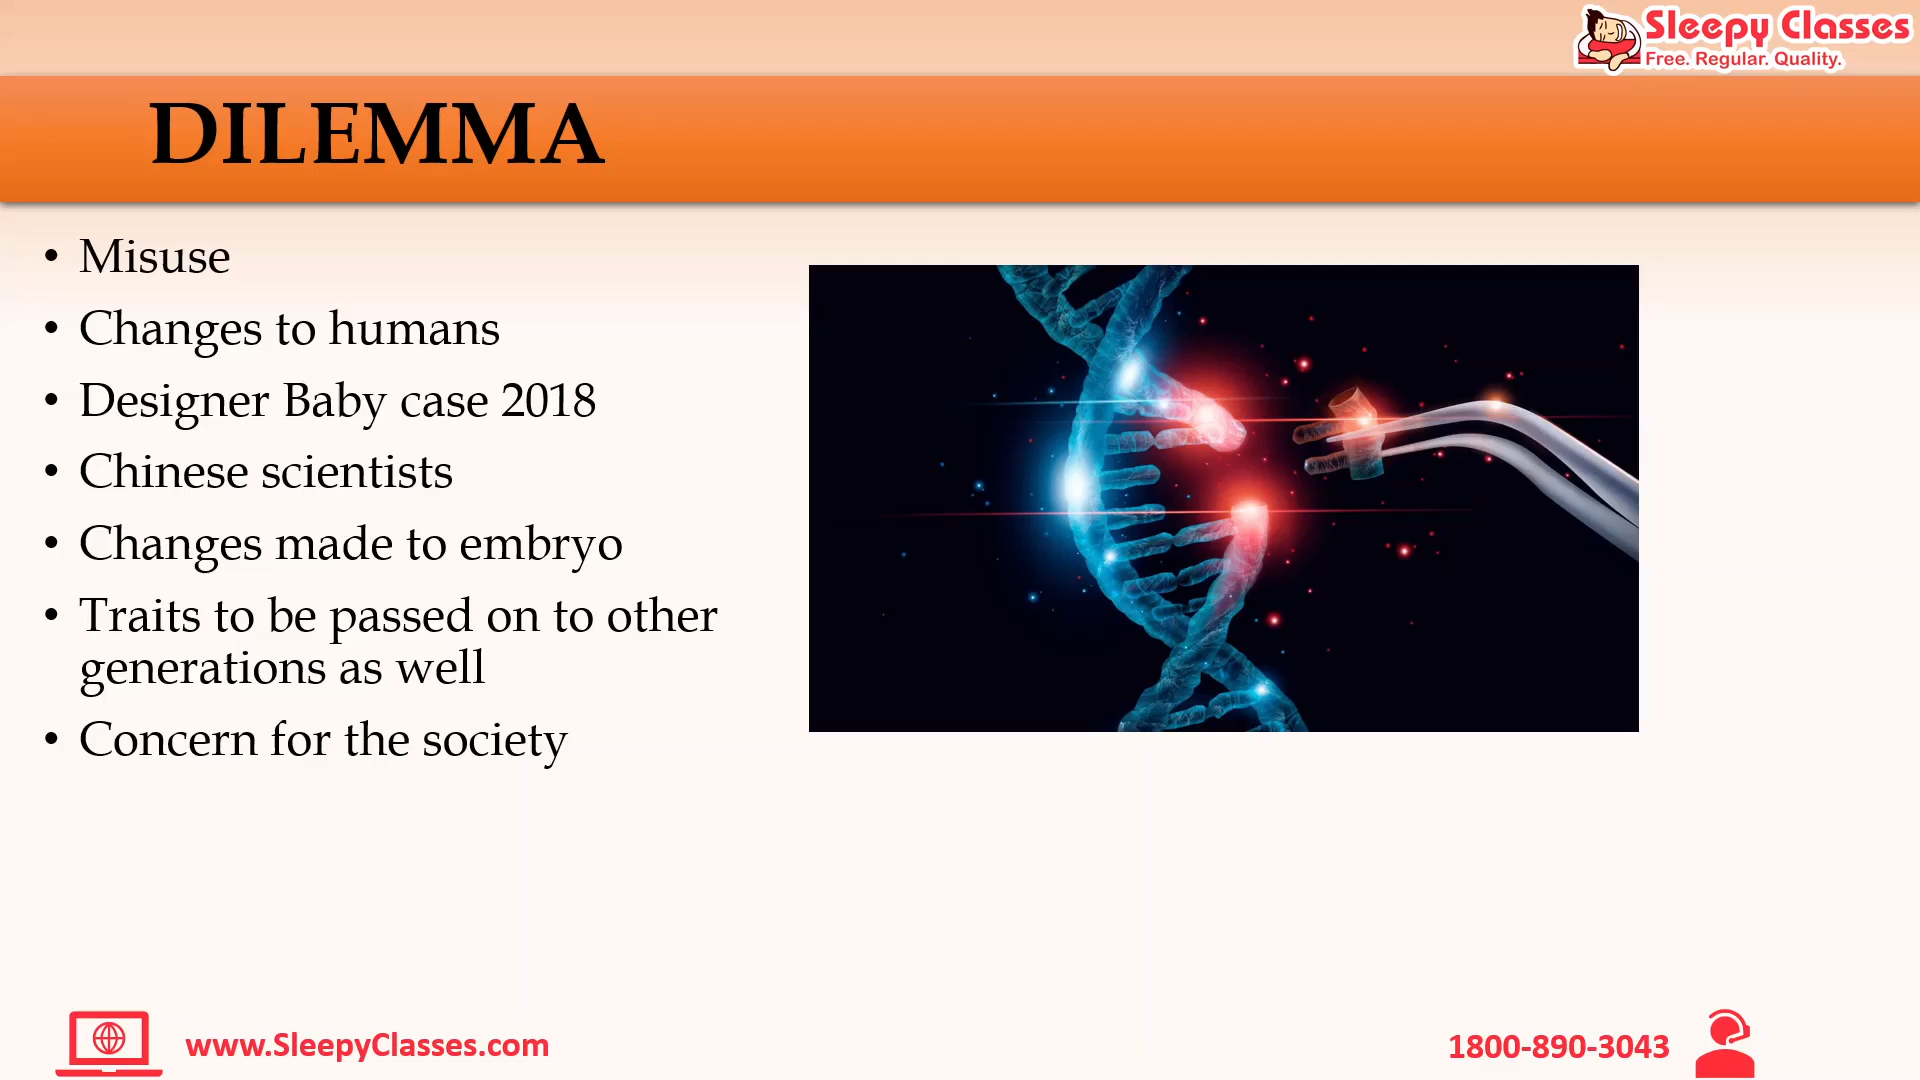 Sleepy Classes
Free. Regular. Quality.
DILEMMA
• Misuse
• Changes to humans
• Designer Baby case 2018
• Chinese scientists
• Changes made to embryo
• Traits to be passed on to other
generations as well
• Concern for the society
www.SleepyClasses.com
1800-890-3043